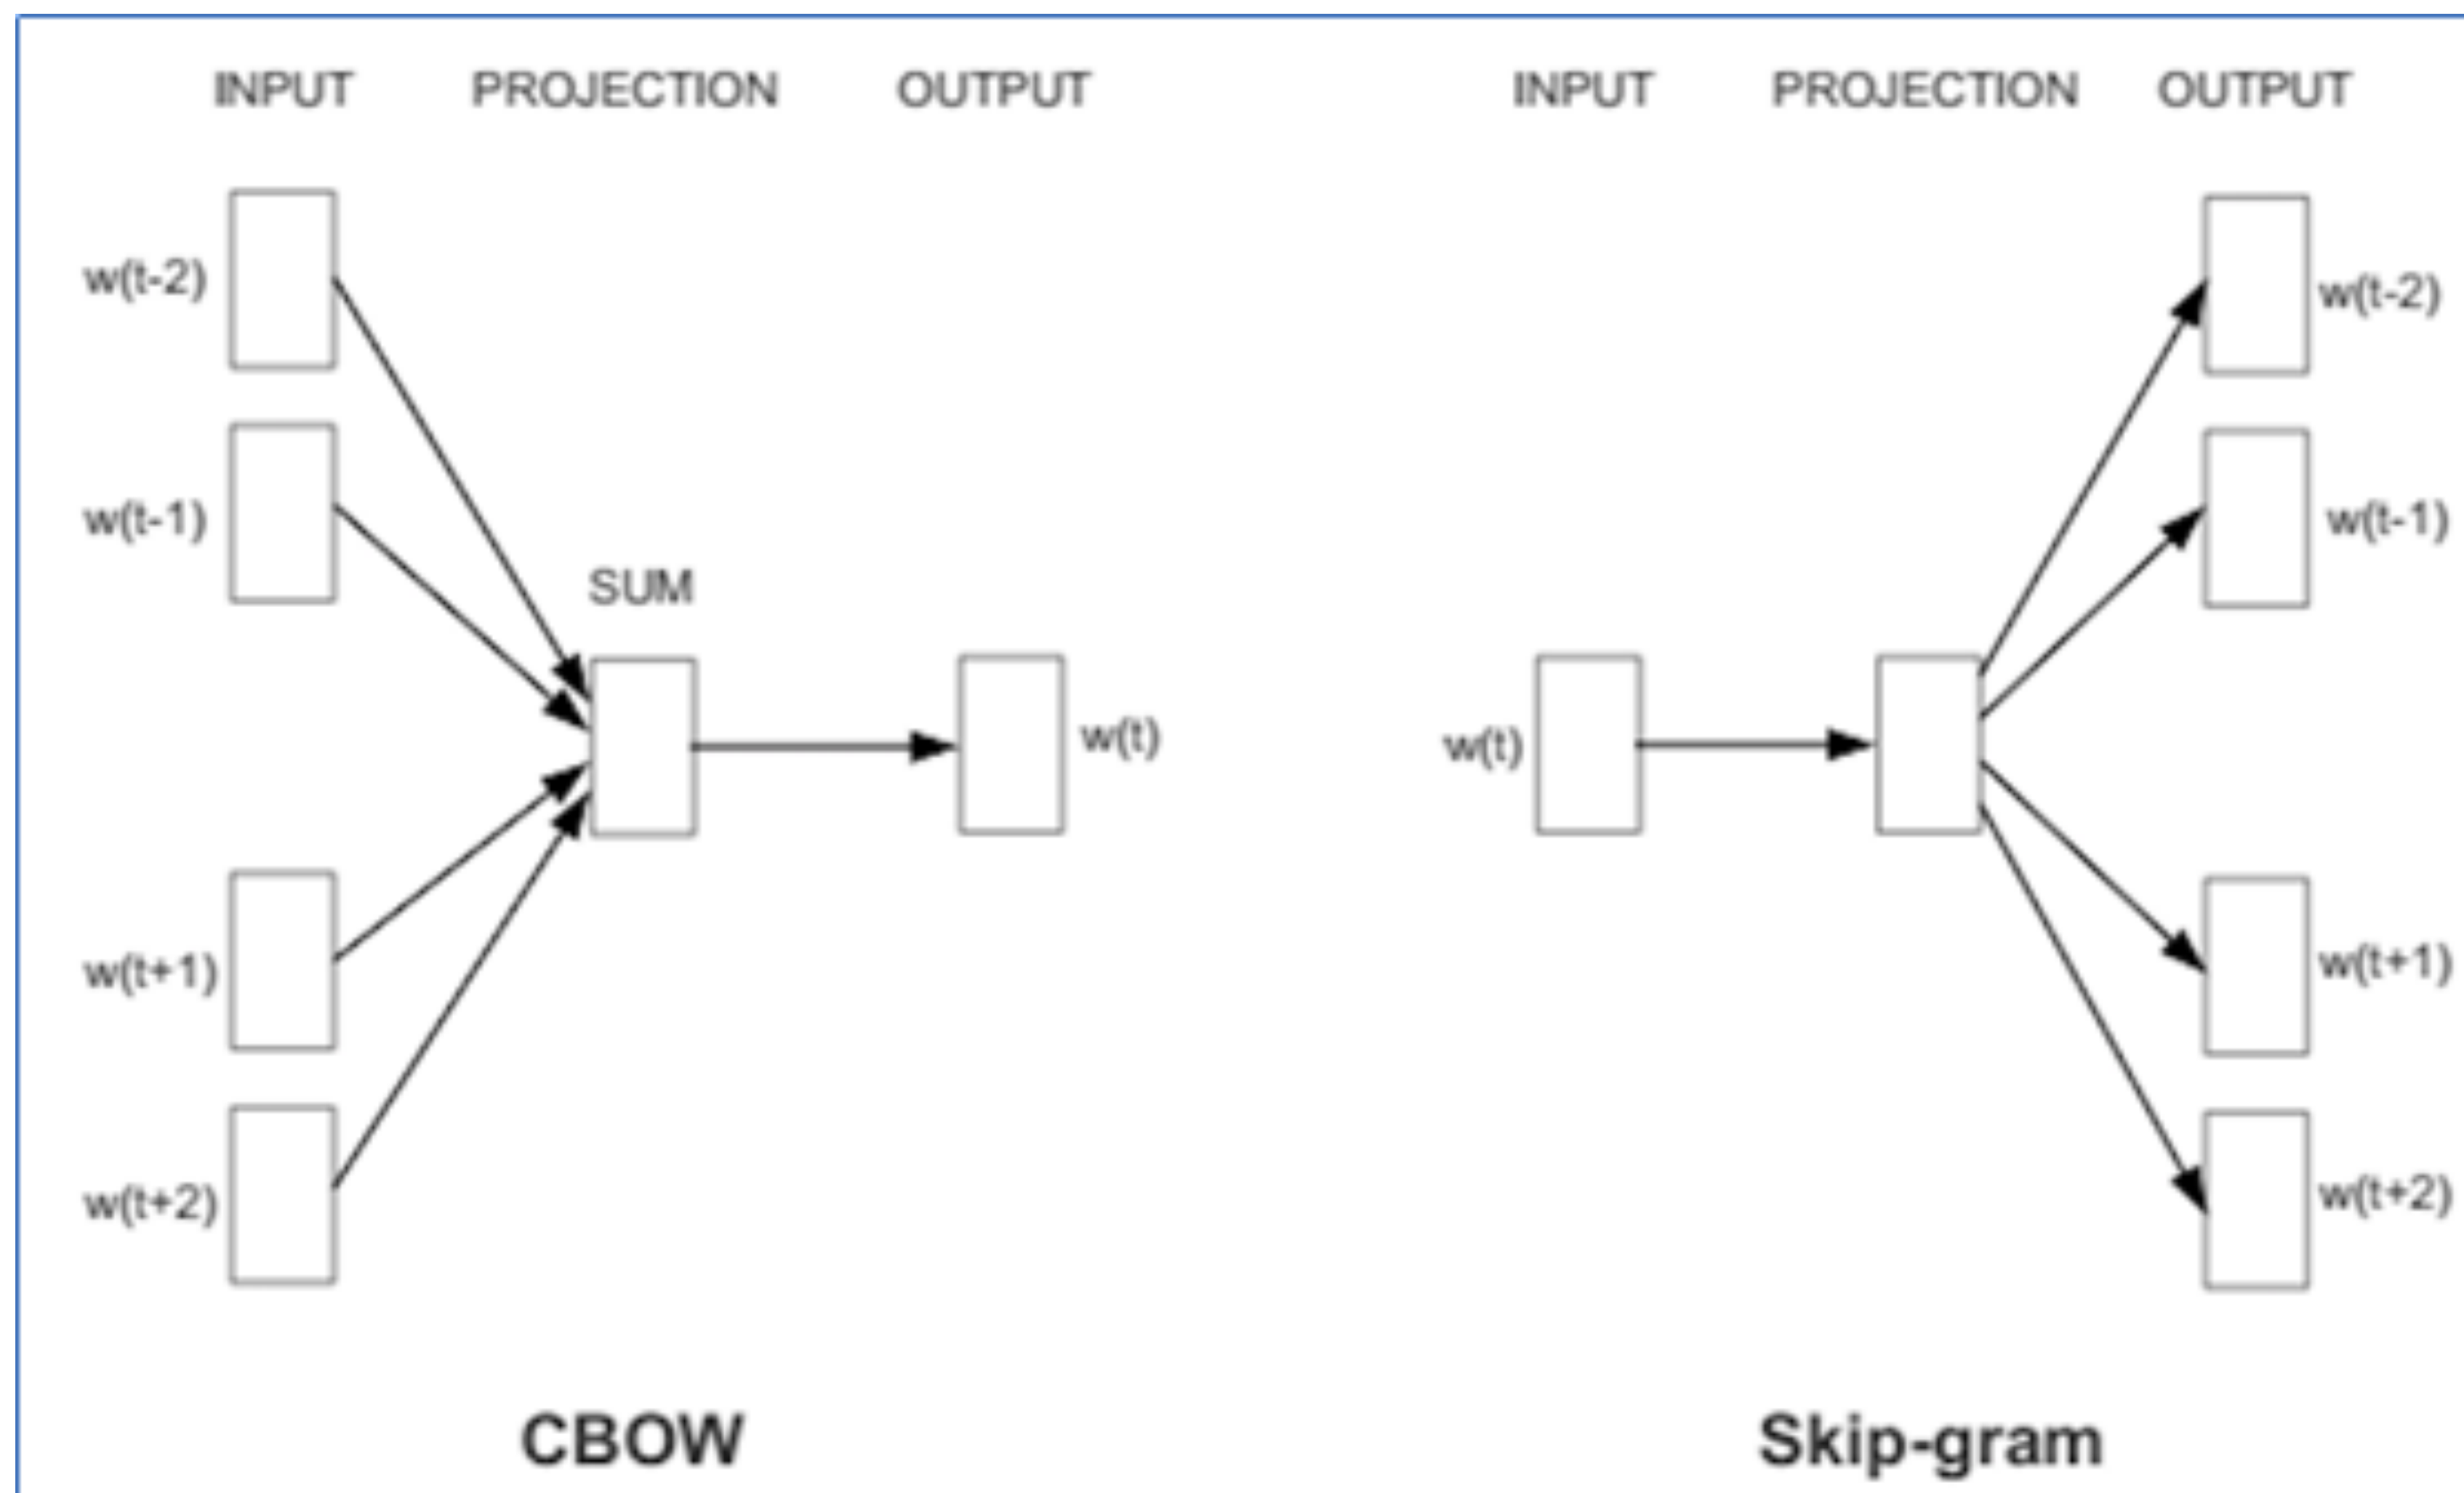 INPUT PROJECTION OUTPUT
w(t-2)
w(t-1)
SUM
w(t)
w(t+1)
w(t+2)
CBOW
INPUT PROJECTION OUTPUT
w(t-2)
w(t-1)
w(t)
w(t+1)
w(t+2)
Skip-gram